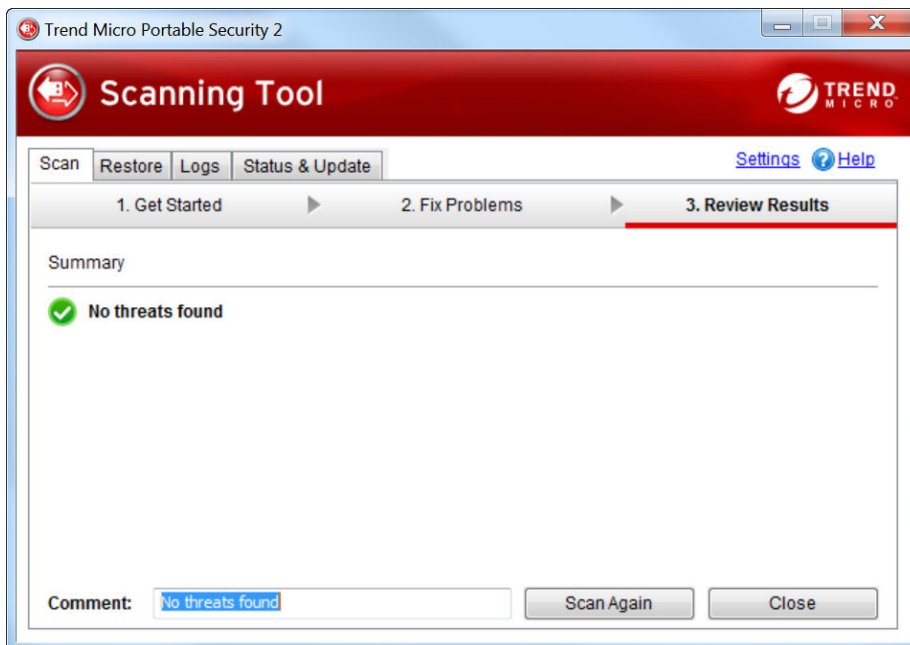 Trend Micro Portable Security 2
Scanning Tool
TREND
MICRO
Scan Restore Logs Status & Update Settings Help
1. Get Started 2. Fix Problems 3. Review Results
Summary
No threats found
Comment: No threats found Scan Again Close